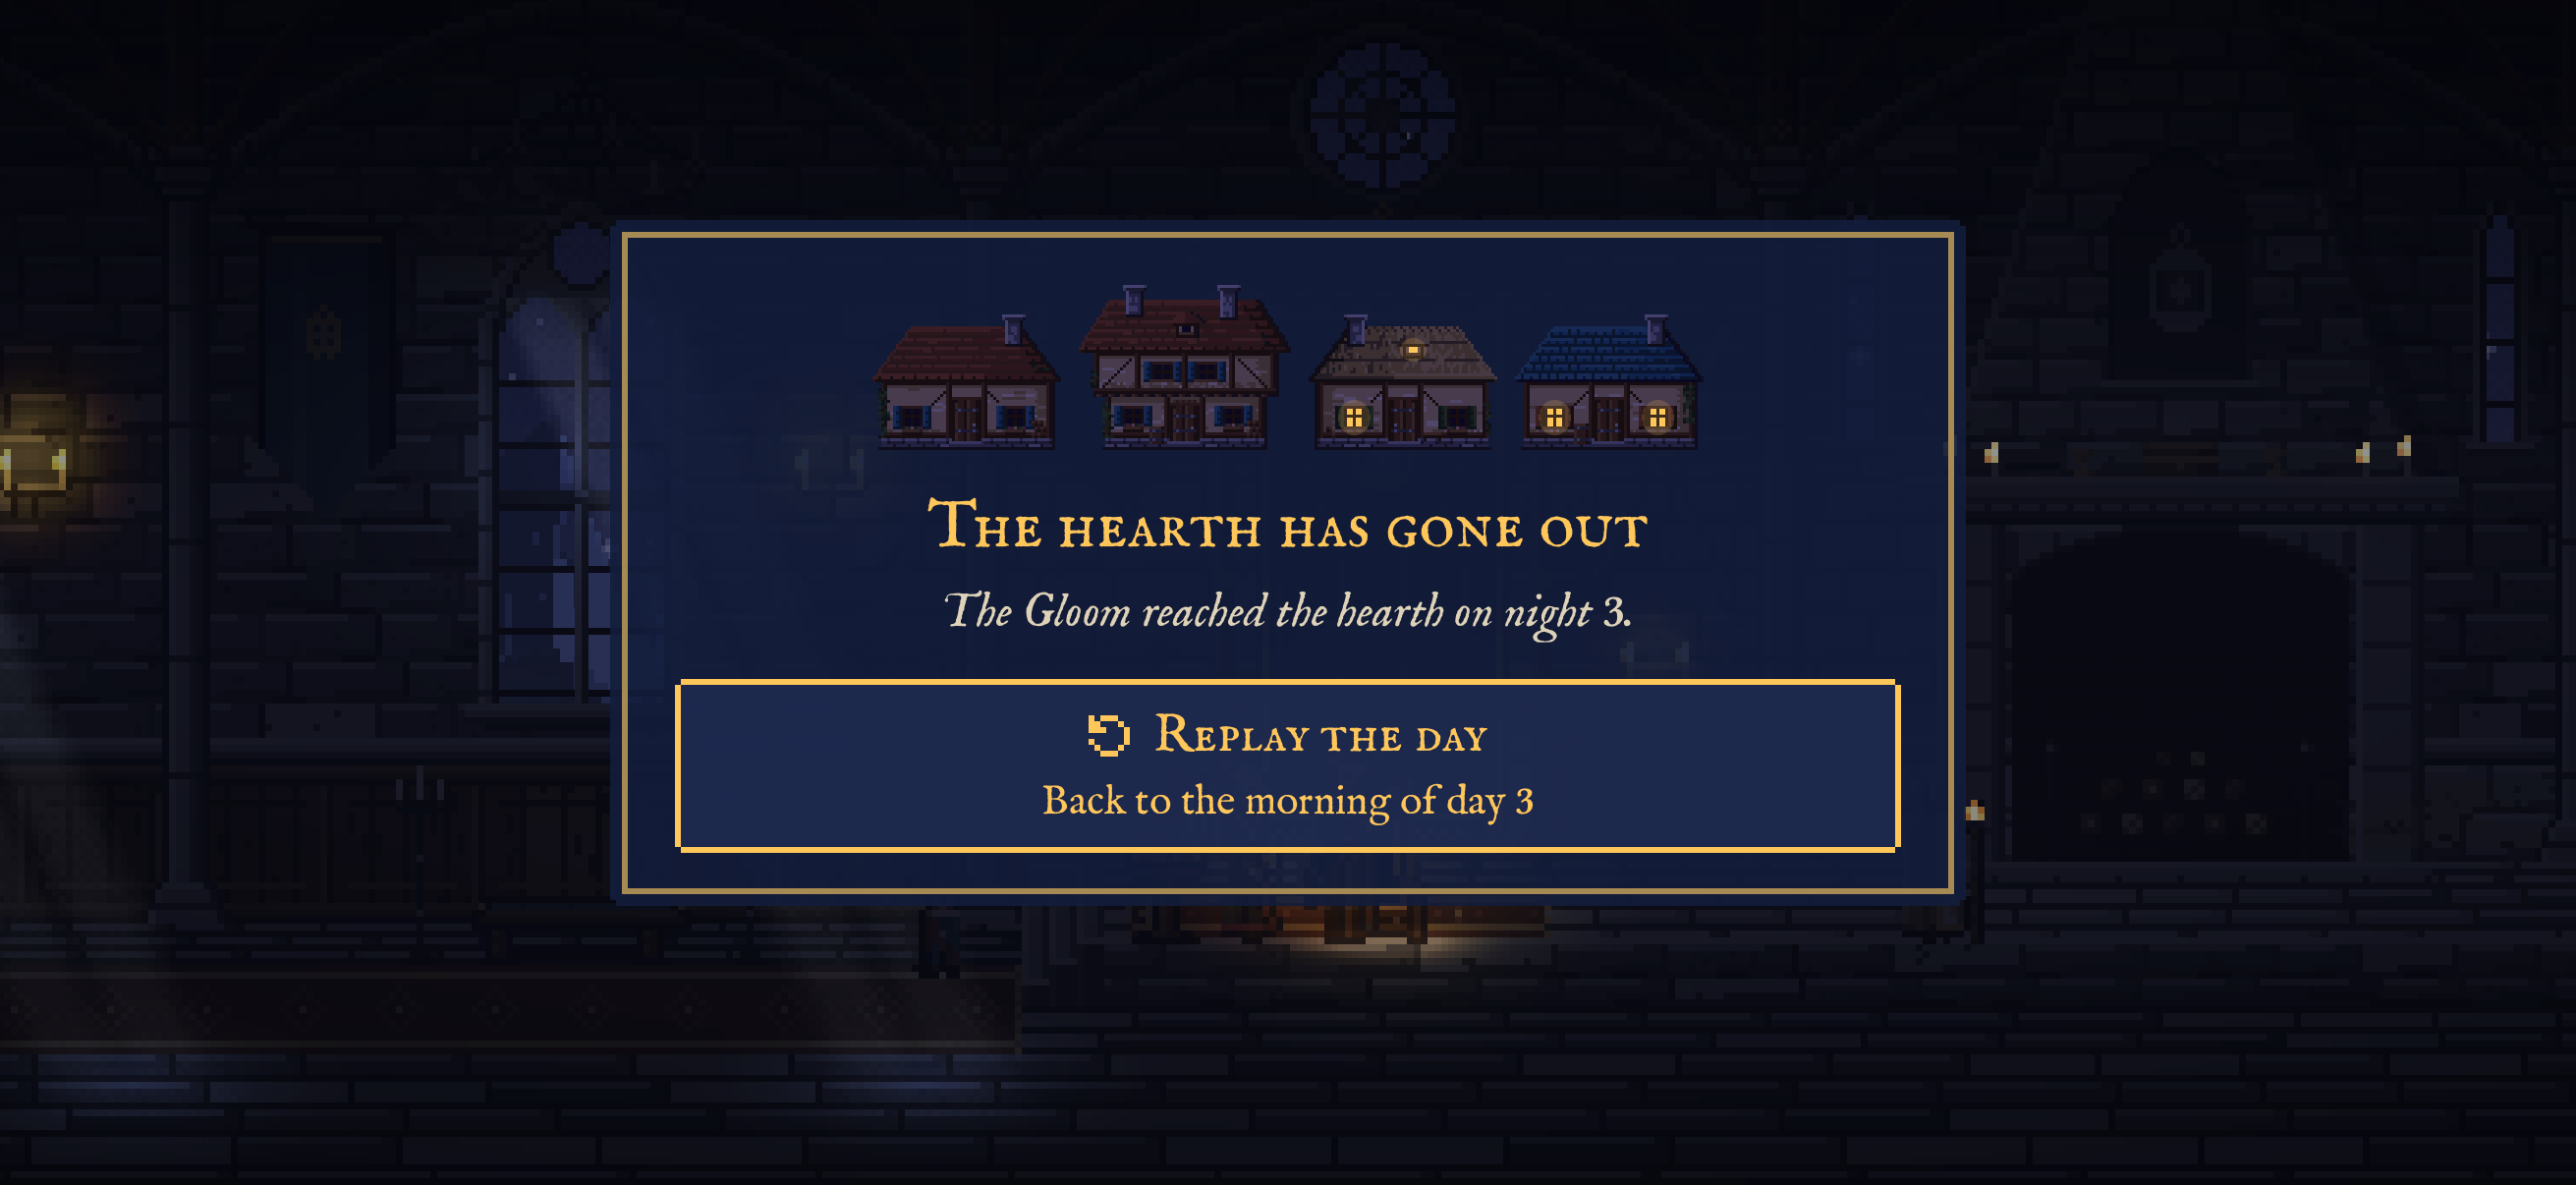 The hearth has gone out
The Gloom reached the hearth on night 3.
Replay the day
Back to the morning of day 3